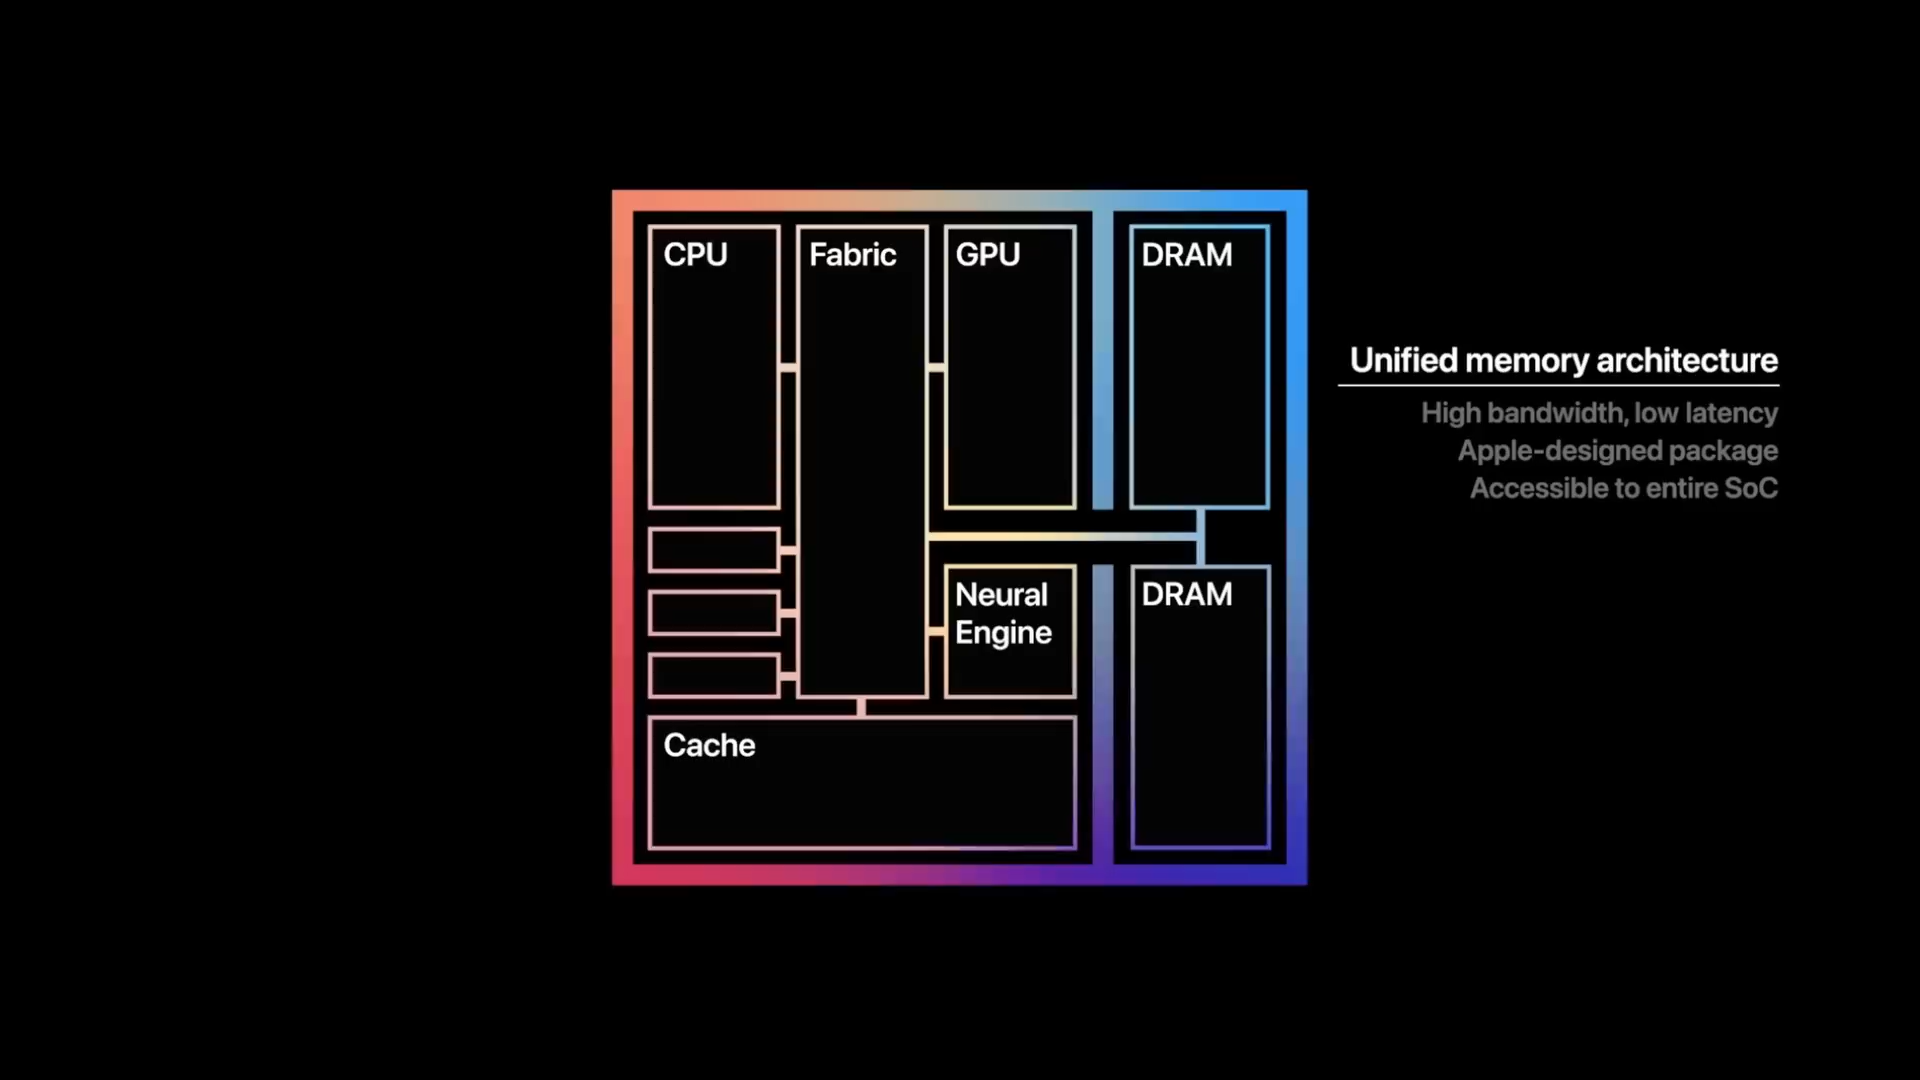 CPU
Fabric
GPU
DRAM
Neural
Engine
DRAM
Cache
Unified memory architecture
High bandwidth, low latency
Apple-designed package
Accessible to entire SoC